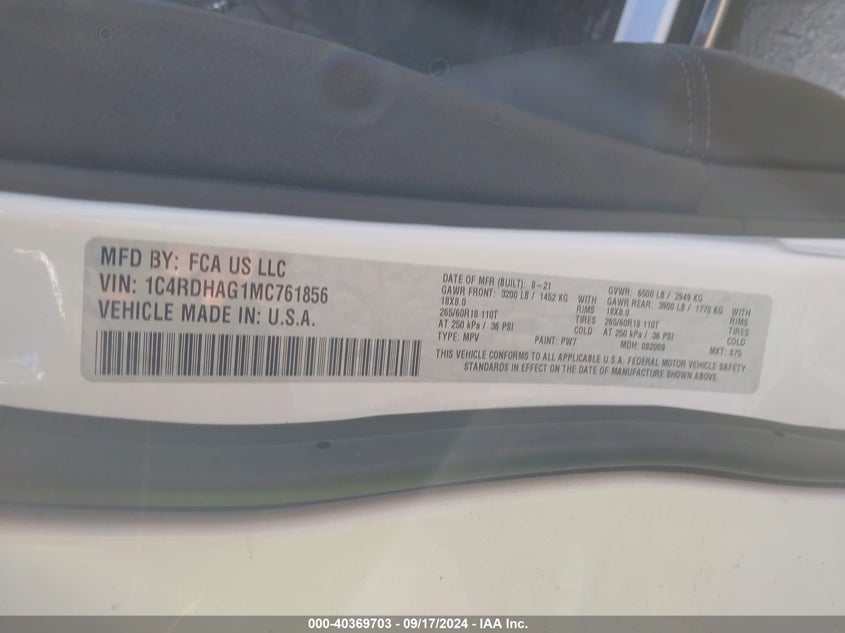 MFD BY: FCA US LLC
VIN: 1C4RDHAG1MC761856
VEHICLE MADE IN: U.S.A.
DATE OF MFR (BUILT): 8-21
GAWR FRONT: 3200 LB / 1452 KG WITH
18X8.0 RIMS
265/60R18 110T TIRES
AT 250 kPa / 36 PSI COLD
TYPE: MPV PAINT: PW7
GVWR: 6500 LB / 2949 KG
GAWR REAR: 3900 LB / 1770 KG WITH
18X8.0 RIMS
265/60R18 110T TIRES
AT 250 kPa / 36 PSI COLD
MDH: 082009 MKT: 875
THIS VEHICLE CONFORMS TO ALL APPLICABLE U.S.A. FEDERAL MOTOR VEHICLE SAFETY
STANDARDS IN EFFECT ON THE DATE OF MANUFACTURE SHOWN ABOVE.
000-40369703 - 09/17/2024 - IAA Inc.